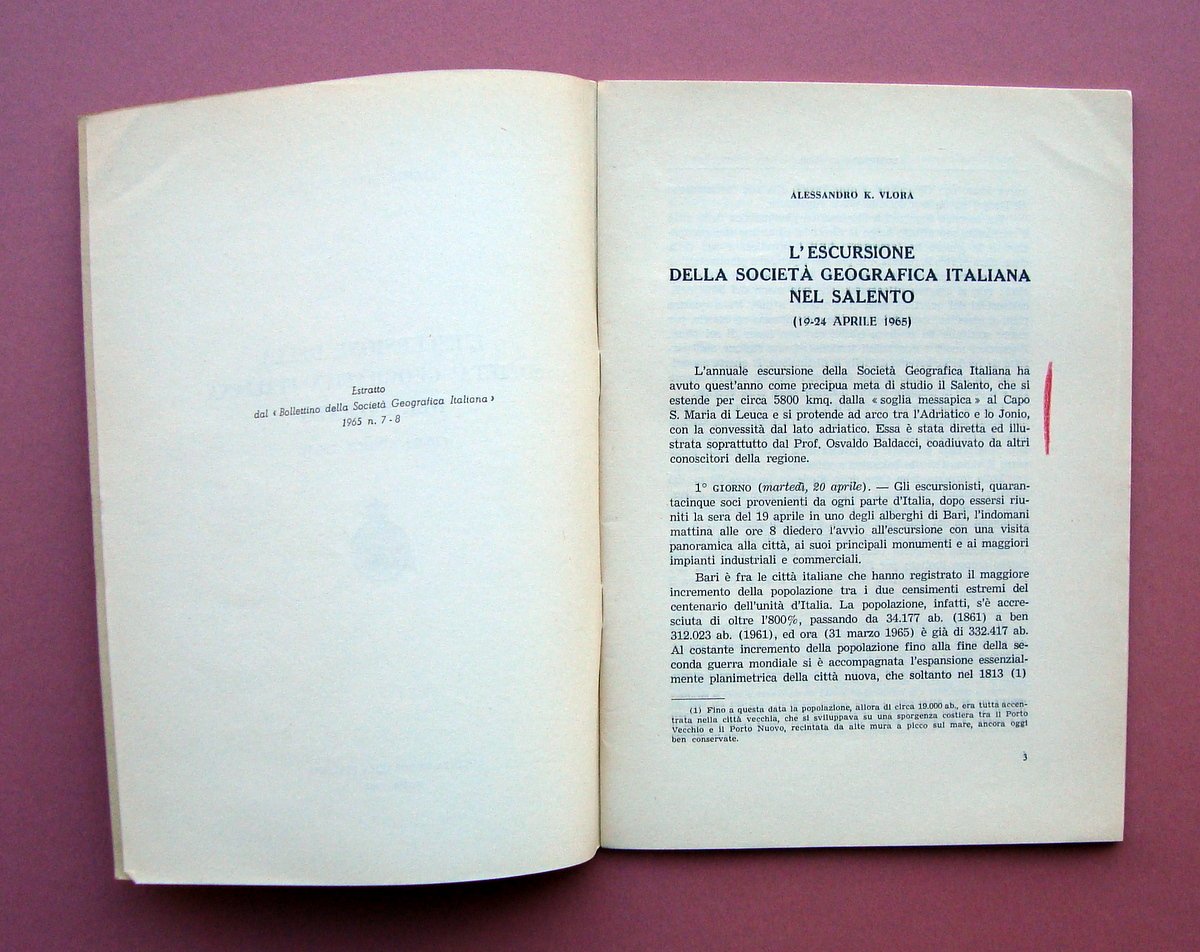 Estratto
dal « Bollettino della Società Geografica Italiana »
1965 n. 7 - 8
ALESSANDRO K. VLORA
L'ESCURSIONE
DELLA SOCIETÀ GEOGRAFICA ITALIANA
NEL SALENTO
(19-24 APRILE 1965)
L'annuale escursione della Società Geografica Italiana ha
avuto quest'anno come precipua meta di studio il Salento, che si
estende per circa 5800 kmq. dalla « soglia messapica » al Capo
S. Maria di Leuca e si protende ad arco tra l'Adriatico e lo Jonio,
con la convessità dal lato adriatico. Essa è stata diretta ed illu-
strata soprattutto dal Prof. Osvaldo Baldacci, coadiuvato da altri
conoscitori della regione.
1° GIORNO (martedì, 20 aprile). — Gli escursionisti, quaran-
tacinque soci provenienti da ogni parte d'Italia, dopo essersi riu-
niti la sera del 19 aprile in uno degli alberghi di Bari, l'indomani
mattina alle ore 8 diedero l'avvio all'escursione con una visita
panoramica alla città, ai suoi principali monumenti e ai maggiori
impianti industriali e commerciali.
Bari è fra le città italiane che hanno registrato il maggiore
incremento della popolazione tra i due censimenti estremi del
centenario dell'unità d'Italia. La popolazione, infatti, s'è accre-
sciuta di oltre l'800%, passando da 34.177 ab. (1861) a ben
312.023 ab. (1961), ed ora (31 marzo 1965) è già di 332.417 ab.
Al costante incremento della popolazione fino alla fine della se-
conda guerra mondiale si è accompagnata l'espansione essenzial-
mente planimetrica della città nuova, che soltanto nel 1813 (1)
(1) Fino a questa data la popolazione, allora di circa 19.000 ab., era tutta accen-
trata nella città vecchia, che si sviluppava su una sporgenza costiera tra il Porto
Vecchio e il Porto Nuovo, recintata da alte mura a picco sul mare, ancora oggi
ben conservate.
3